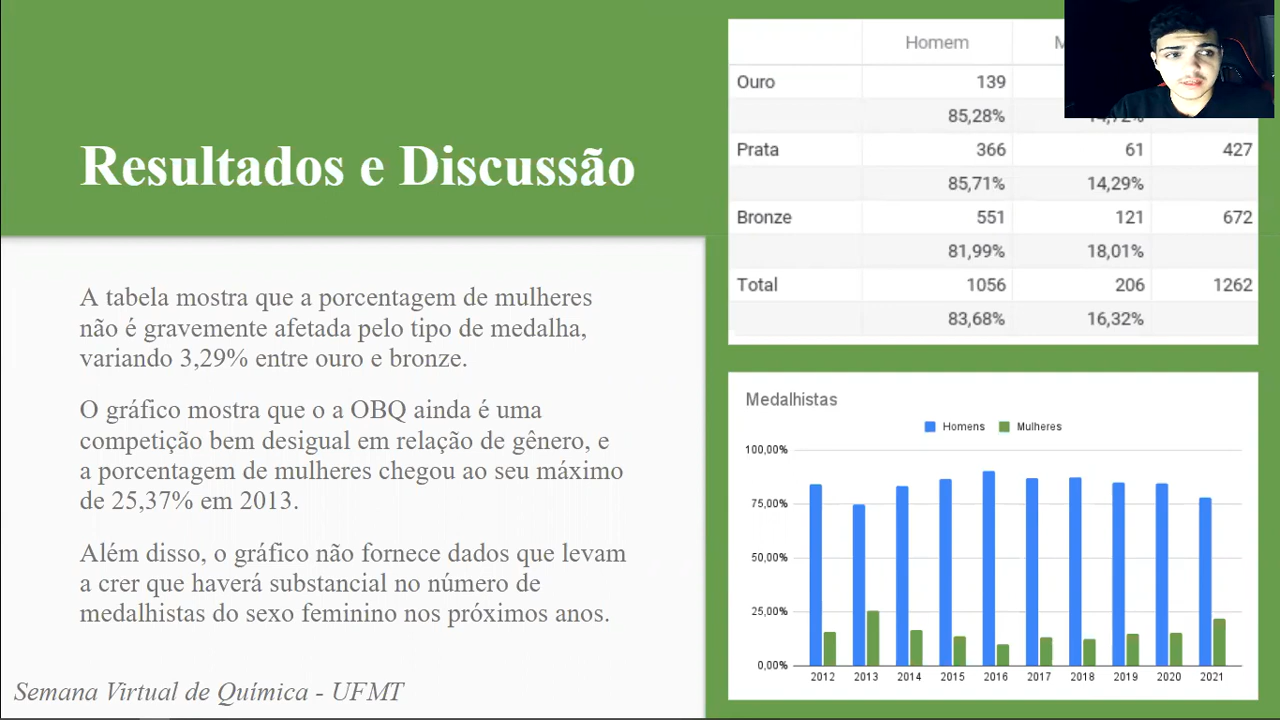 Resultados e Discussão
A tabela mostra que a porcentagem de mulheres
não é gravemente afetada pelo tipo de medalha,
variando 3,29% entre ouro e bronze.
O gráfico mostra que o a OBQ ainda é uma
competição bem desigual em relação de gênero, e
a porcentagem de mulheres chegou ao seu máximo
de 25,37% em 2013.
Além disso, o gráfico não fornece dados que levam
a crer que haverá substancial no número de
medalhistas do sexo feminino nos próximos anos.
Semana Virtual de Química - UFMT
Homem
Ouro 139
85,28% 14,72%
Prata 366 61 427
85,71% 14,29%
Bronze 551 121 672
81,99% 18,01%
Total 1056 206 1262
83,68% 16,32%
Medalhistas
Homens Mulheres
100,00%
75,00%
50,00%
25,00%
0,00%
2012 2013 2014 2015 2016 2017 2018 2019 2020 2021